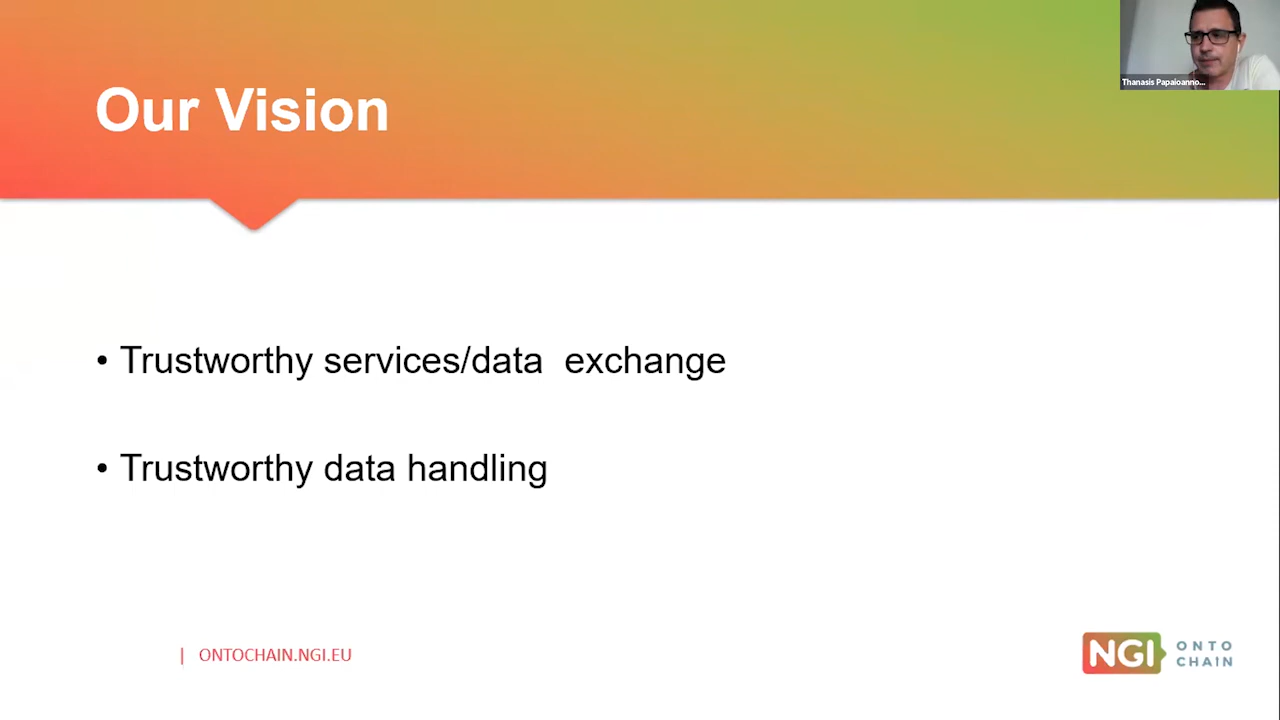 Thanasis Papaioanno...
Our Vision
• Trustworthy services/data  exchange
• Trustworthy data handling
| ONTOCHAIN.NGI.EU
NGI ONTO
CHAIN